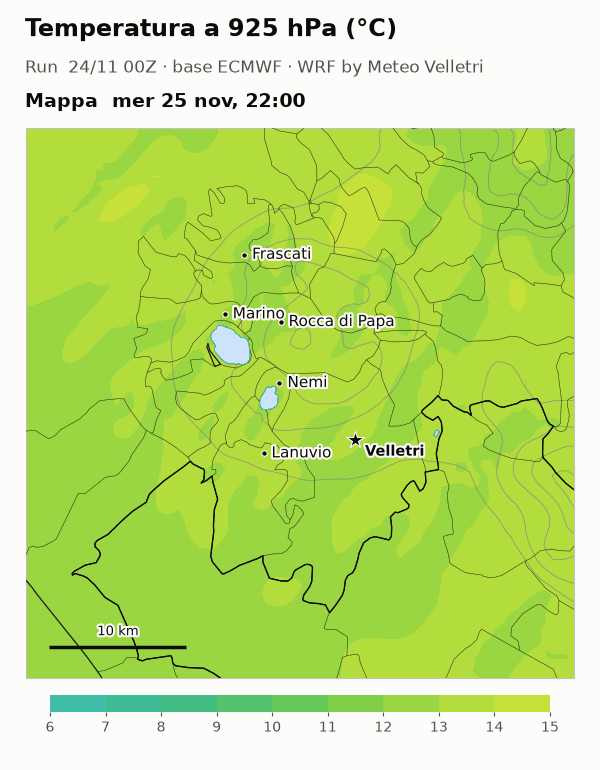 Temperatura a 925 hPa (°C)
Run  24/11 00Z · base ECMWF · WRF by Meteo Velletri
Mappa  mer 25 nov, 22:00
Frascati
Marino
Rocca di Papa
Nemi
Velletri
Lanuvio
10 km
6 7 8 9 10 11 12 13 14 15